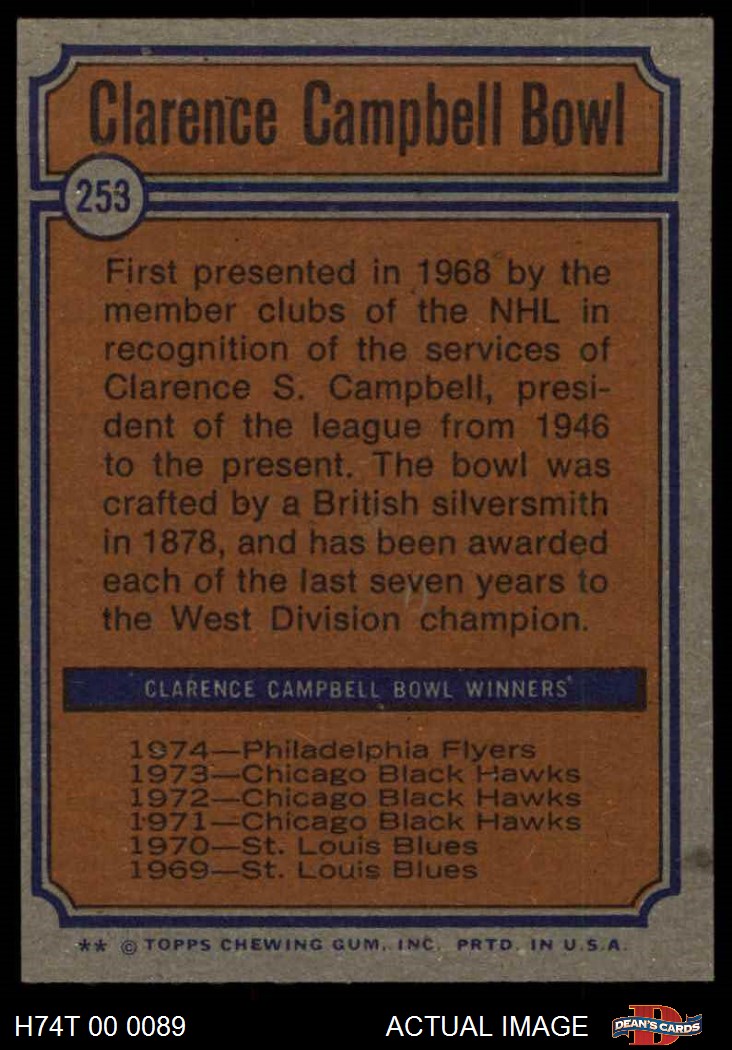 Clarence Campbell Bowl
253
First presented in 1968 by the
member clubs of the NHL in
recognition of the services of
Clarence S. Campbell, presi-
dent of the league from 1946
to the present. The bowl was
crafted by a British silversmith
in 1878, and has been awarded
each of the last seven years to
the West Division champion.
CLARENCE CAMPBELL BOWL WINNERS
1974—Philadelphia Flyers
1973—Chicago Black Hawks
1972—Chicago Black Hawks
1971—Chicago Black Hawks
1970—St. Louis Blues
1969—St. Louis Blues
** © TOPPS CHEWING GUM, INC. PRTD. IN U.S.A.
H74T 00 0089 ACTUAL IMAGE D DEAN'S CARDS